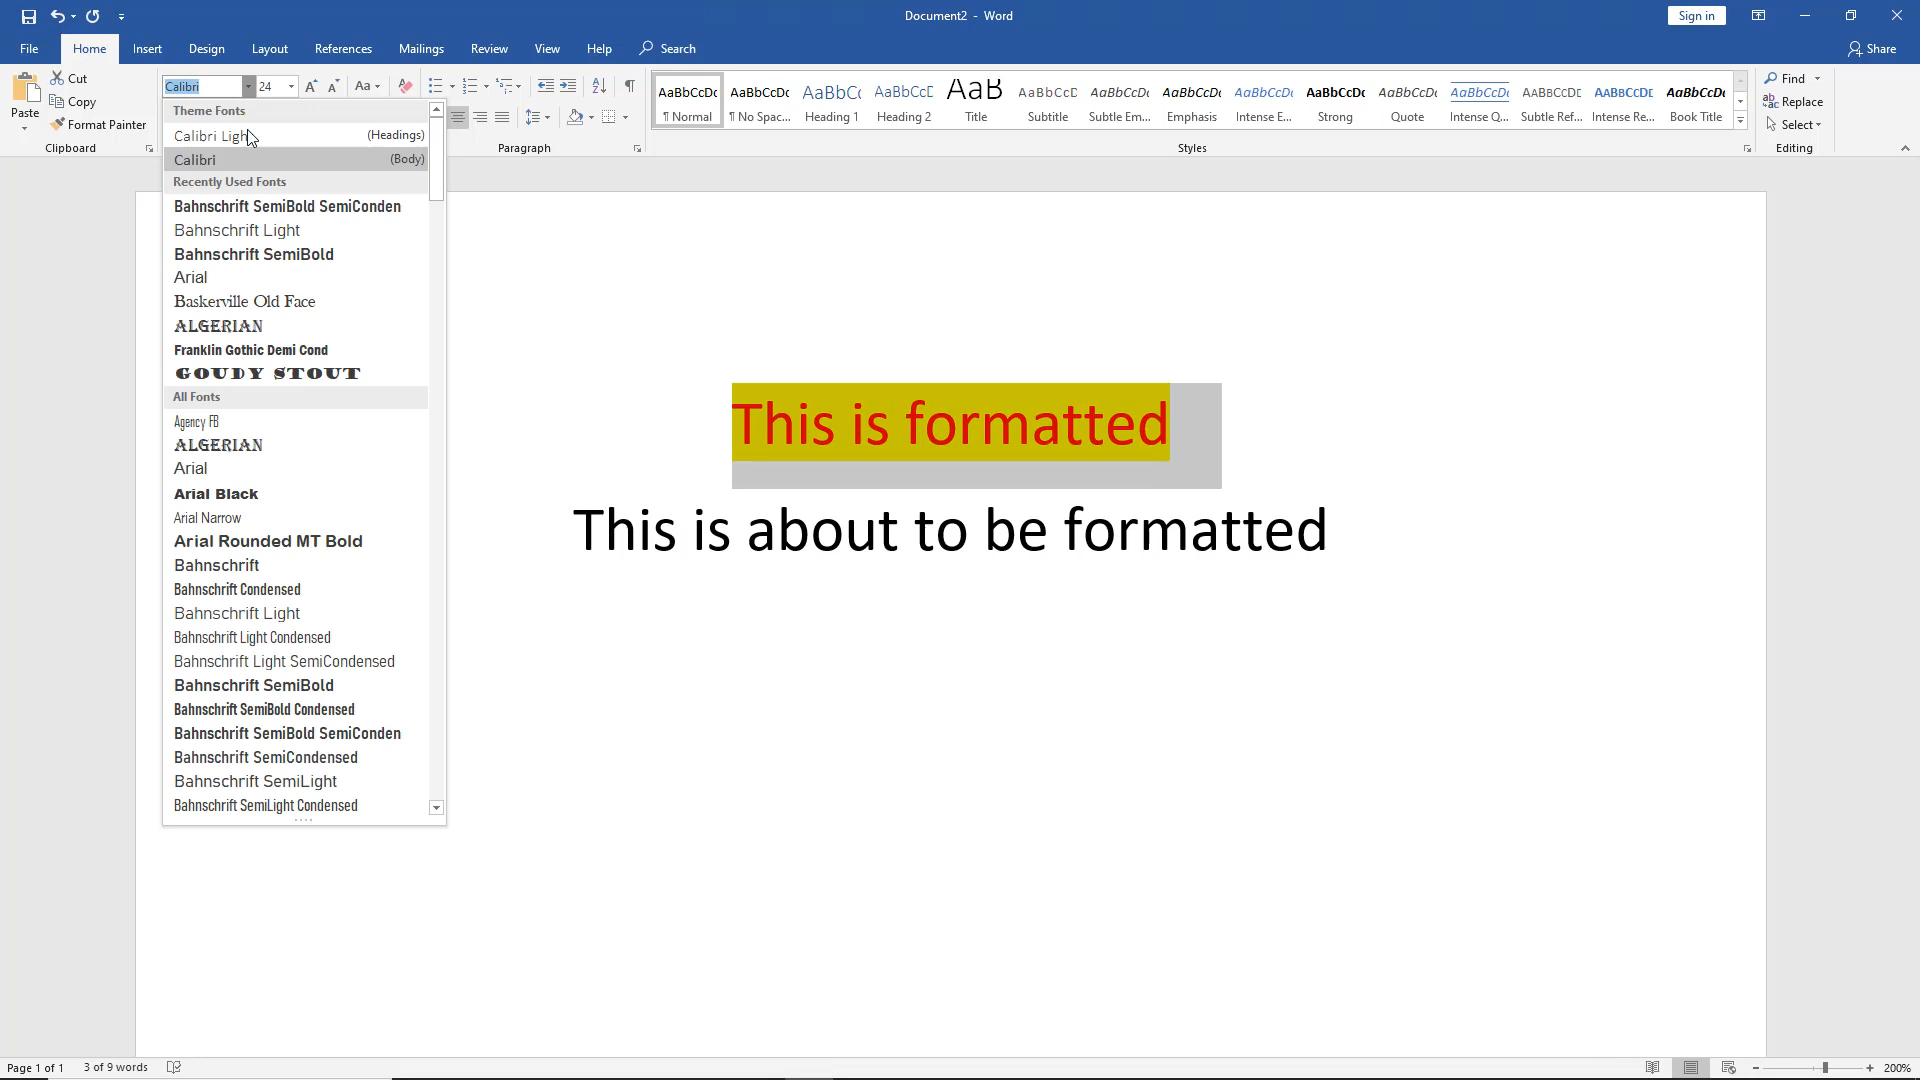 Document2 - Word
Sign in
File Home Insert Design Layout References Mailings Review View Help Search Share
Paste
Cut
Copy
Format Painter
Clipboard
Calibri 24
Aa
Paragraph
AaBbCcDc ¶ Normal
AaBbCcDc ¶ No Spac...
AaBbCc Heading 1
AaBbCcE Heading 2
AaB Title
AaBbCcD Subtitle
AaBbCcDc Subtle Em...
AaBbCcDc Emphasis
AaBbCcDc Intense E...
AaBbCcDc Strong
AaBbCcDc Quote
AaBbCcDc Intense Q...
AABBCCDE Subtle Ref...
AABBCCDE Intense Re...
AaBbCcDc Book Title
Styles
Find
Replace
Select
Editing
Theme Fonts
Calibri Light (Headings)
Calibri (Body)
Recently Used Fonts
Bahnschrift SemiBold SemiConden
Bahnschrift Light
Bahnschrift SemiBold
Arial
Baskerville Old Face
ALGERIAN
Franklin Gothic Demi Cond
GOUDY STOUT
All Fonts
Agency FB
ALGERIAN
Arial
Arial Black
Arial Narrow
Arial Rounded MT Bold
Bahnschrift
Bahnschrift Condensed
Bahnschrift Light
Bahnschrift Light Condensed
Bahnschrift Light SemiCondensed
Bahnschrift SemiBold
Bahnschrift SemiBold Condensed
Bahnschrift SemiBold SemiConden
Bahnschrift SemiCondensed
Bahnschrift SemiLight
Bahnschrift SemiLight Condensed
This is formatted
This is about to be formatted
Page 1 of 1 3 of 9 words
200%